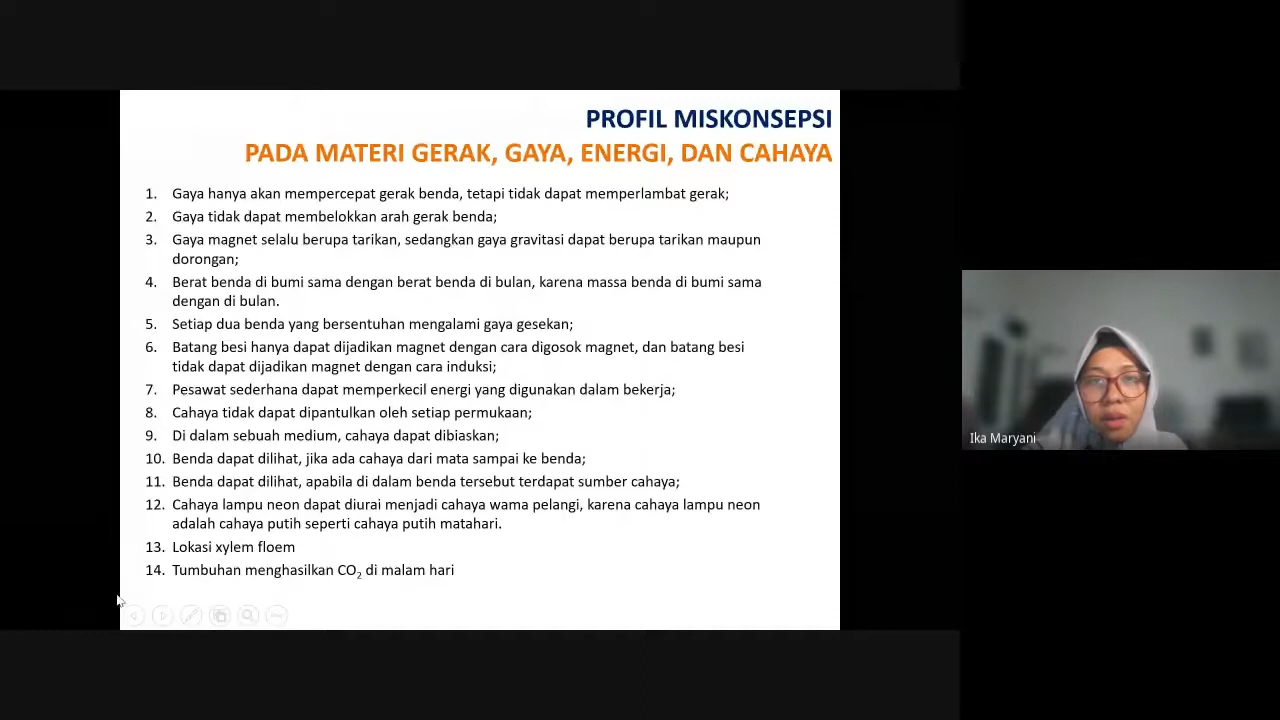 PROFIL MISKONSEPSI
PADA MATERI GERAK, GAYA, ENERGI, DAN CAHAYA
1. Gaya hanya akan mempercepat gerak benda, tetapi tidak dapat memperlambat gerak;
2. Gaya tidak dapat membelokkan arah gerak benda;
3. Gaya magnet selalu berupa tarikan, sedangkan gaya gravitasi dapat berupa tarikan maupun
dorongan;
4. Berat benda di bumi sama dengan berat benda di bulan, karena massa benda di bumi sama
dengan di bulan.
5. Setiap dua benda yang bersentuhan mengalami gaya gesekan;
6. Batang besi hanya dapat dijadikan magnet dengan cara digosok magnet, dan batang besi
tidak dapat dijadikan magnet dengan cara induksi;
7. Pesawat sederhana dapat memperkecil energi yang digunakan dalam bekerja;
8. Cahaya tidak dapat dipantulkan oleh setiap permukaan;
9. Di dalam sebuah medium, cahaya dapat dibiaskan;
10. Benda dapat dilihat, jika ada cahaya dari mata sampai ke benda;
11. Benda dapat dilihat, apabila di dalam benda tersebut terdapat sumber cahaya;
12. Cahaya lampu neon dapat diurai menjadi cahaya wama pelangi, karena cahaya lampu neon
adalah cahaya putih seperti cahaya putih matahari.
13. Lokasi xylem floem
14. Tumbuhan menghasilkan CO₂ di malam hari
Ika Maryani